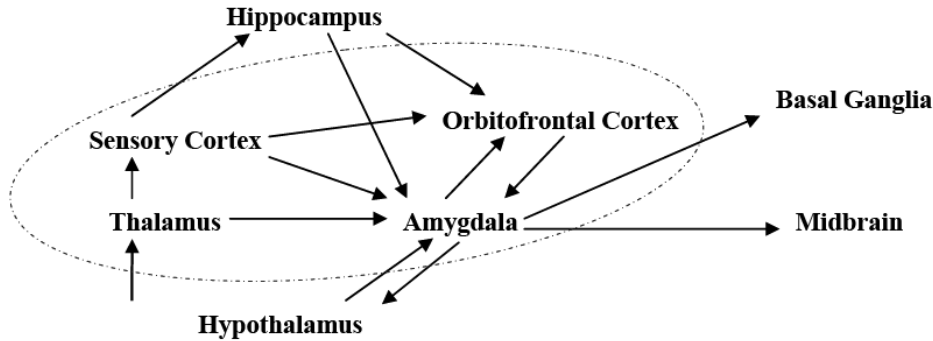 Hippocampus
Basal Ganglia
Orbitofrontal Cortex
Sensory Cortex
Thalamus
Amygdala
Midbrain
Hypothalamus